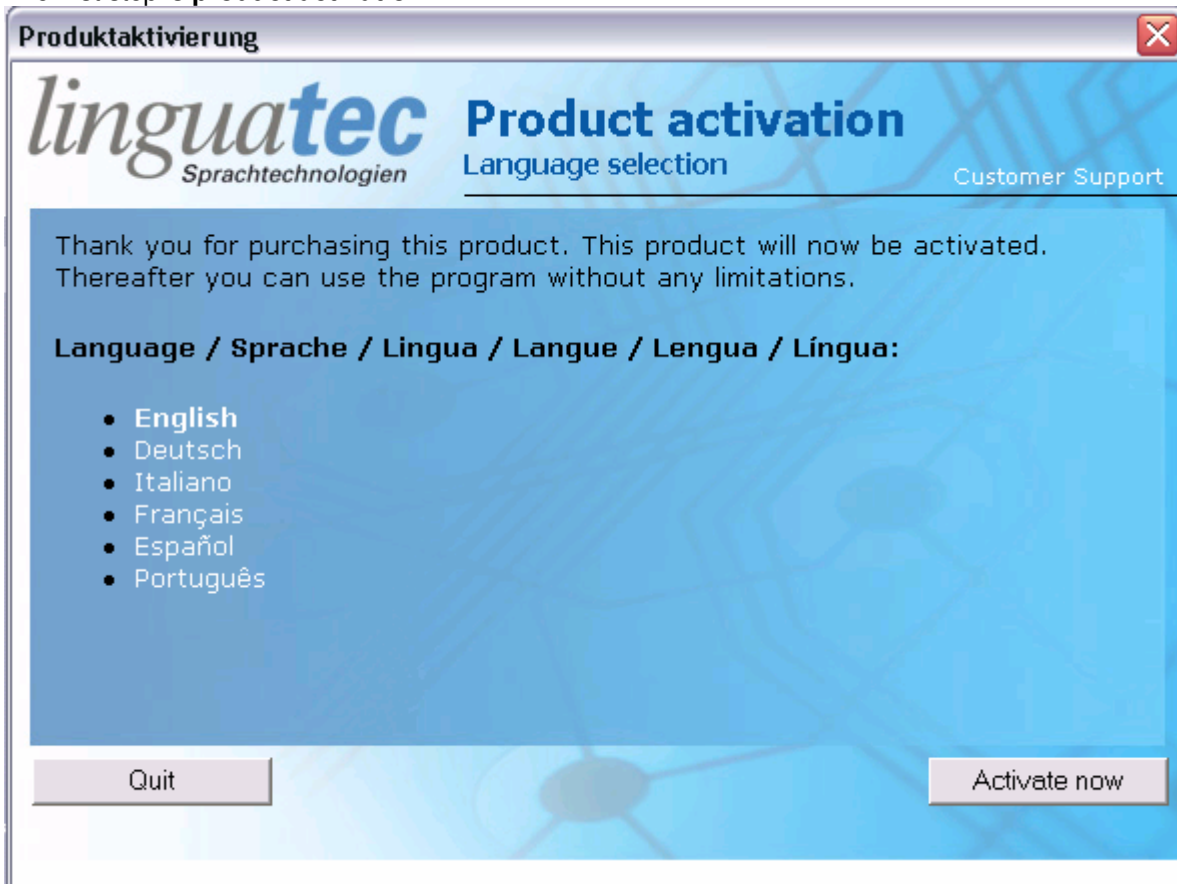 Produktaktivierung
linguatec
Sprachtechnologien
Product activation
Language selection
Customer Support
Thank you for purchasing this product. This product will now be activated.
Thereafter you can use the program without any limitations.
Language / Sprache / Lingua / Langue / Lengua / Língua:
English
Deutsch
Italiano
Français
Español
Português
Quit
Activate now